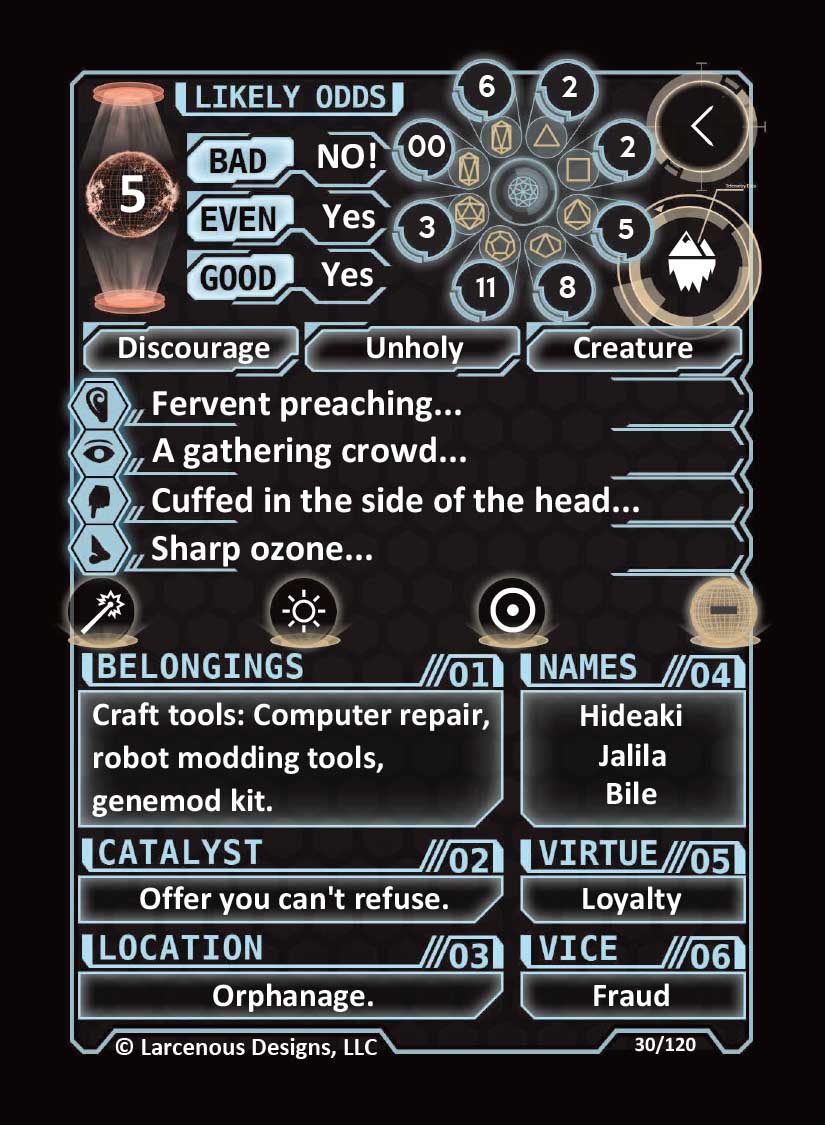 LIKELY ODDS
5
BAD NO!
EVEN Yes
GOOD Yes
6
2
00
2
3
5
11
8
Discourage
Unholy
Creature
Fervent preaching...
A gathering crowd...
Cuffed in the side of the head...
Sharp ozone...
BELONGINGS ///01
Craft tools: Computer repair,
robot modding tools,
genemod kit.
NAMES ///04
Hideaki
Jalila
Bile
CATALYST ///02
Offer you can't refuse.
VIRTUE ///05
Loyalty
LOCATION ///03
Orphanage.
VICE ///06
Fraud
© Larcenous Designs, LLC
30/120